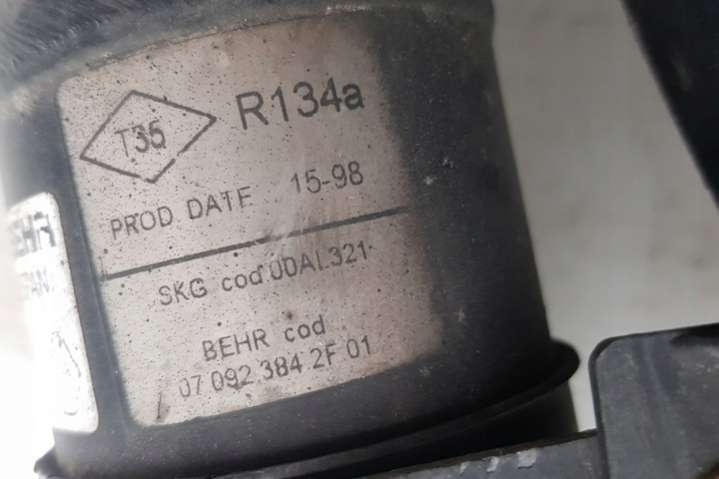 T35
R134a
PROD DATE 15-98
SKG cod 00AL321
BEHR cod
07 092 384 2F 01